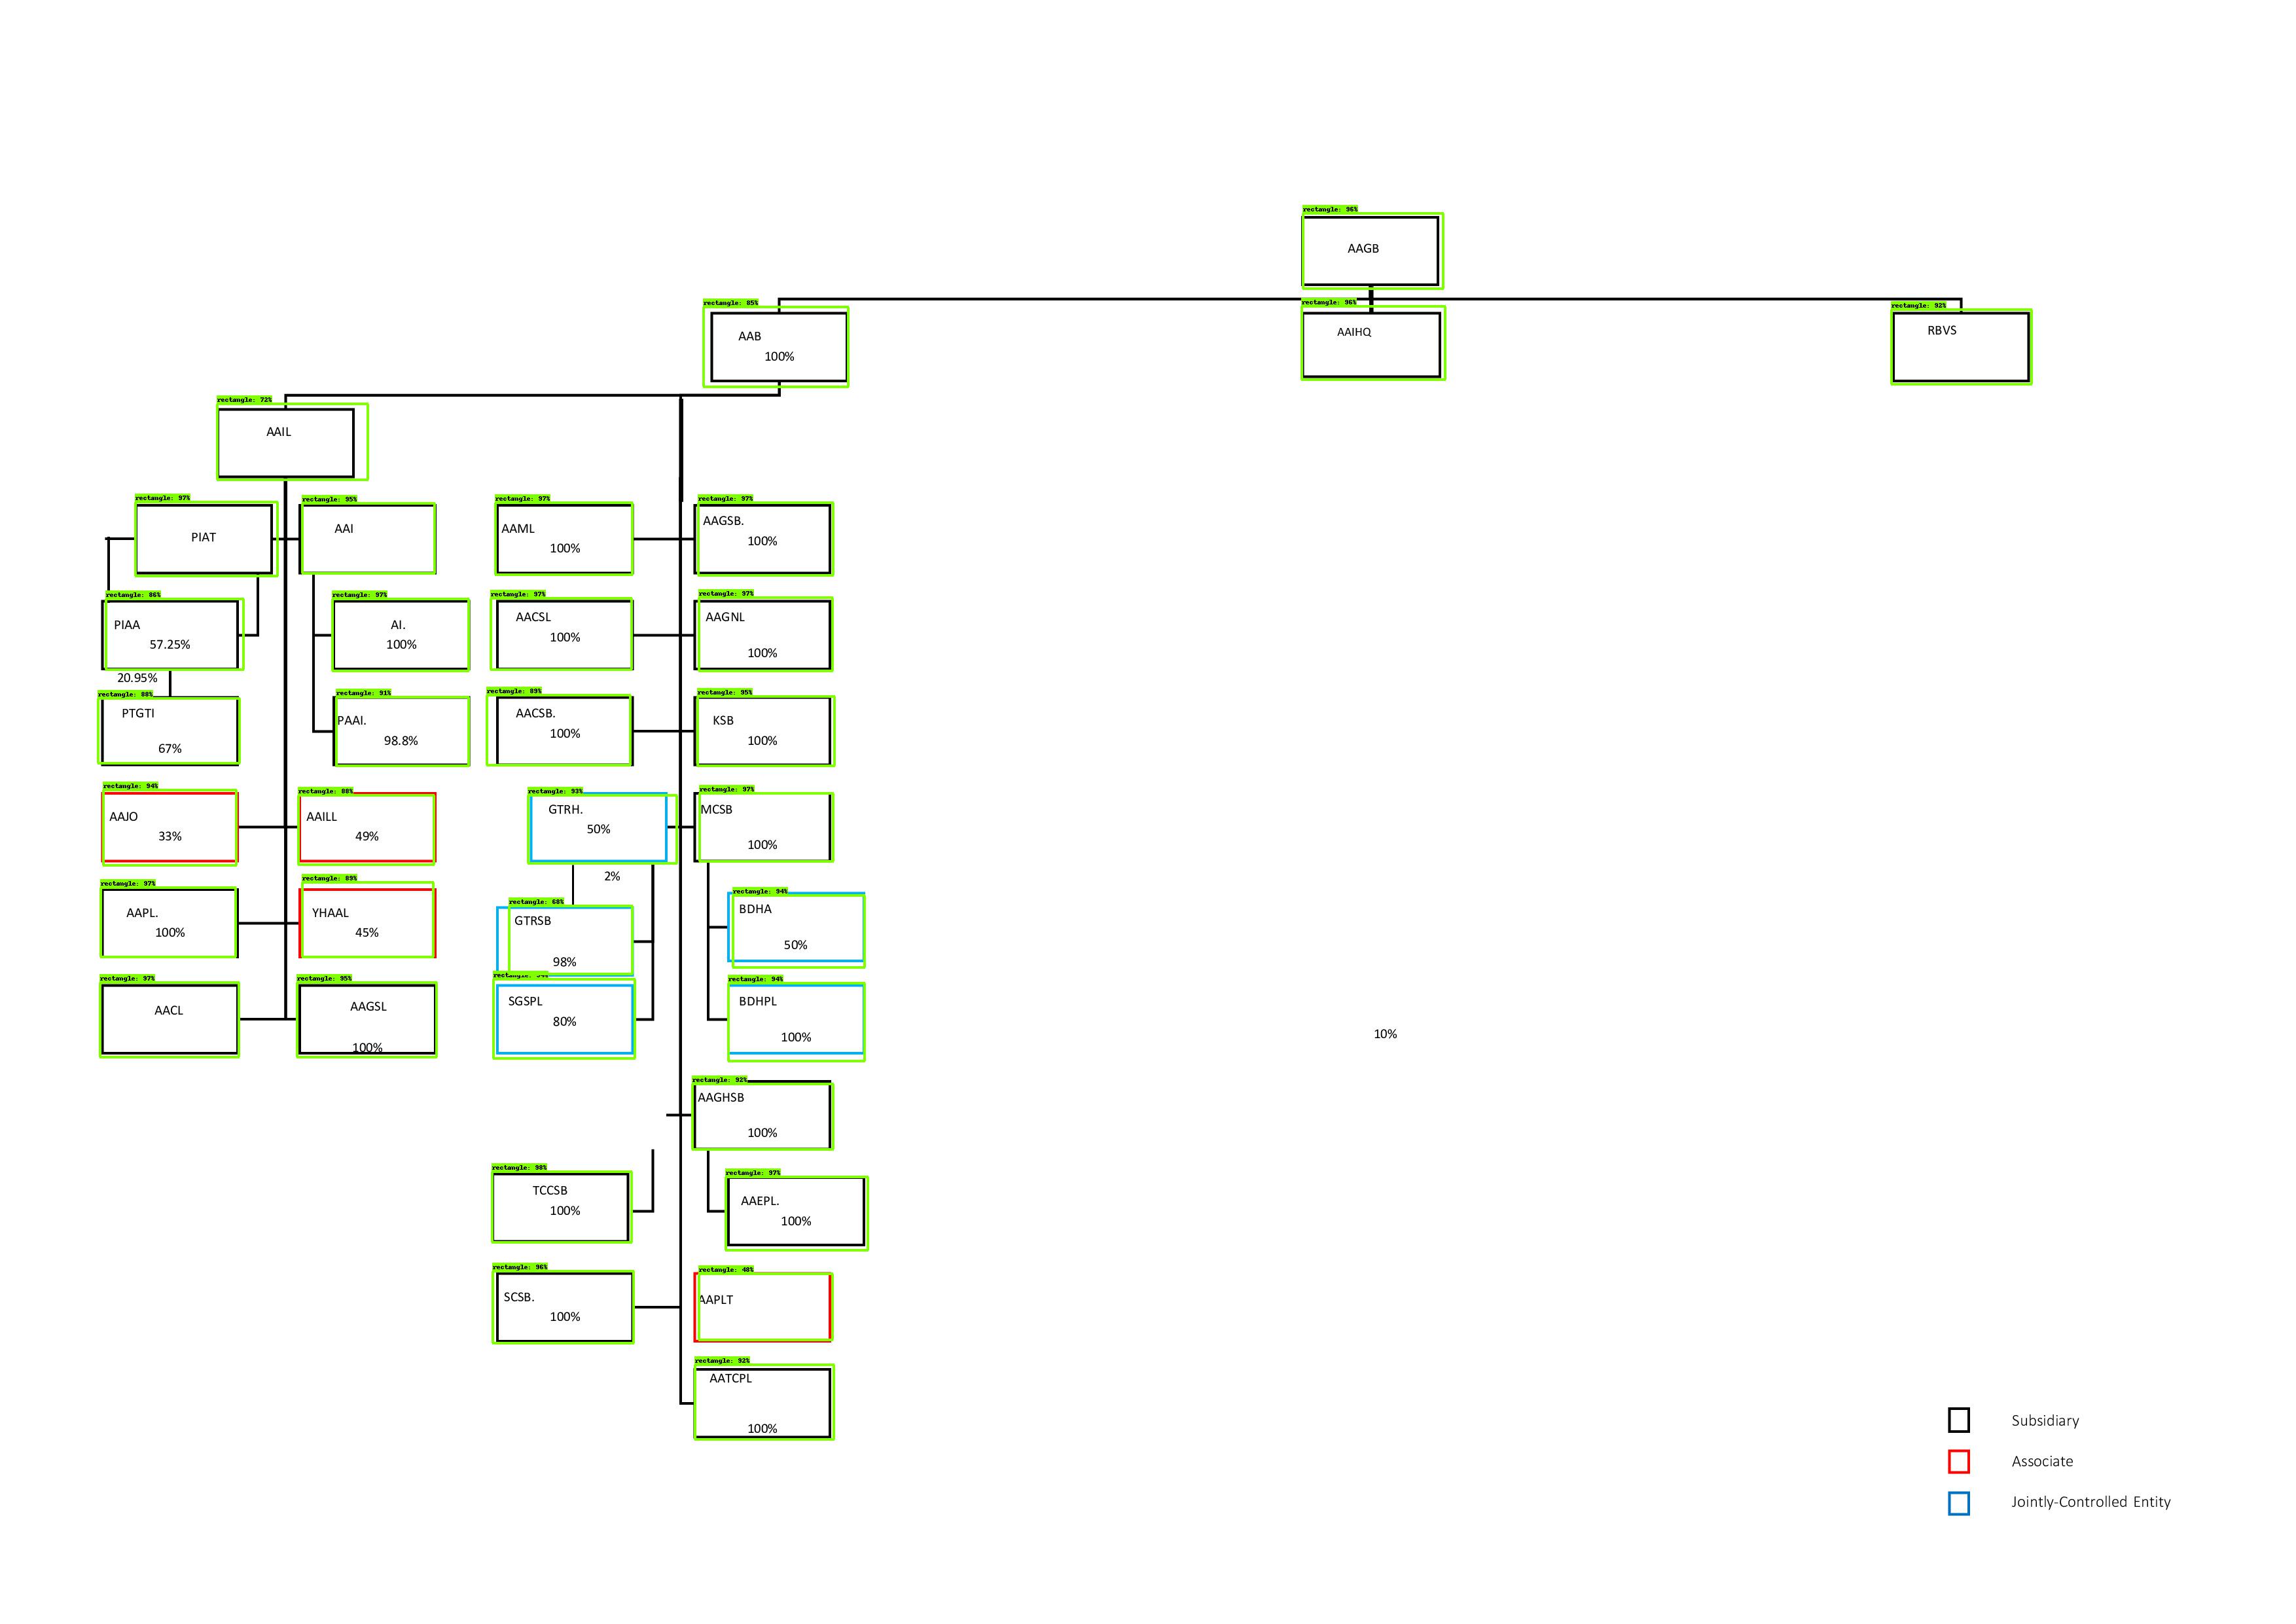 rectangle: 96%
AAGB
rectangle: 85%
AAB
100%
rectangle: 96%
AAIHQ
rectangle: 92%
RBVS
rectangle: 72%
AAIL
rectangle: 97%
PIAT
rectangle: 95%
AAI
rectangle: 97%
AAML
100%
rectangle: 97%
AAGSB.
100%
rectangle: 86%
PIAA
57.25%
20.95%
rectangle: 97%
AI.
100%
rectangle: 97%
AACSL
100%
rectangle: 97%
AAGNL
100%
rectangle: 88%
PTGTI
67%
rectangle: 91%
PAAI.
98.8%
rectangle: 89%
AACSB.
100%
rectangle: 95%
KSB
100%
rectangle: 94%
AAJO
33%
rectangle: 88%
AAILL
49%
rectangle: 93%
GTRH.
50%
2%
rectangle: 97%
MCSB
100%
rectangle: 97%
AAPL.
100%
rectangle: 89%
YHAAL
45%
rectangle: 68%
GTRSB
98%
rectangle: 94%
BDHA
50%
rectangle: 97%
AACL
rectangle: 95%
AAGSL
100%
rectangle: 94%
SGSPL
80%
rectangle: 94%
BDHPL
100%
10%
rectangle: 92%
AAGHSB
100%
rectangle: 98%
TCCSB
100%
rectangle: 97%
AAEPL.
100%
rectangle: 96%
SCSB.
100%
rectangle: 48%
AAPLT
rectangle: 92%
AATCPL
100%
Subsidiary
Associate
Jointly-Controlled Entity